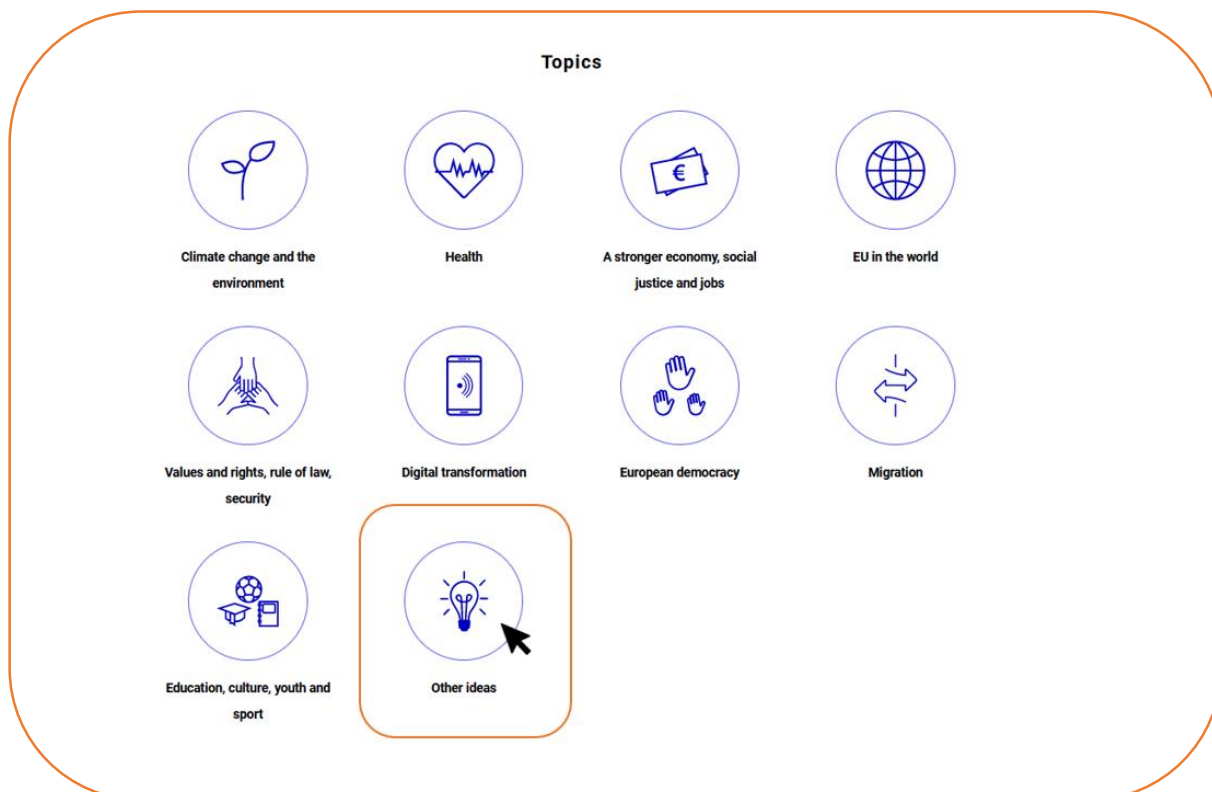 Topics
Climate change and the
environment
Health
€
A stronger economy, social
justice and jobs
EU in the world
Values and rights, rule of law,
security
Digital transformation
European democracy
Migration
Education, culture, youth and
sport
Other ideas